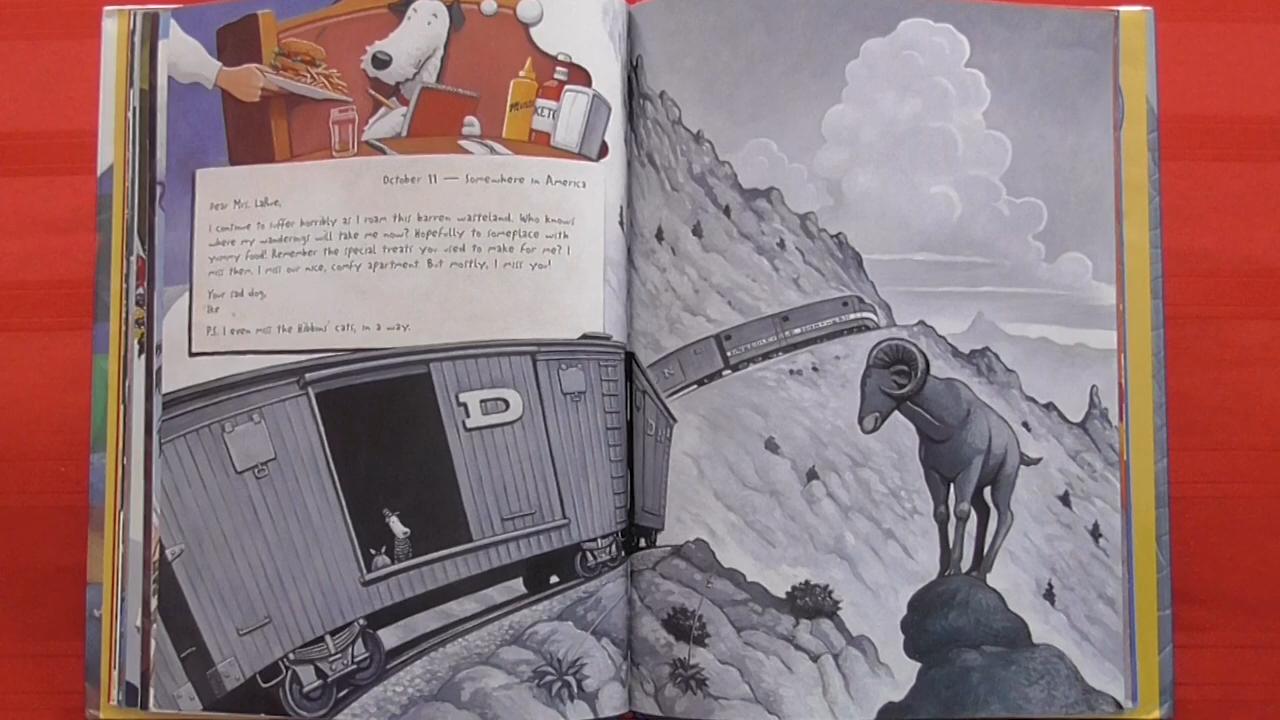 Mustard
KETC
October 11 — Somewhere in America
Dear Mrs. LaRue,
I continue to suffer horribly as I roam this barren wasteland. Who knows
where my wanderings will take me now? Hopefully to someplace with
yummy food! Remember the special treats you used to make for me? I
miss them. I miss our nice, comfy apartment. But mostly, I miss you!
Your sad dog,
Ike
P.S. I even miss the Hibbins' cats, in a way.
D
N